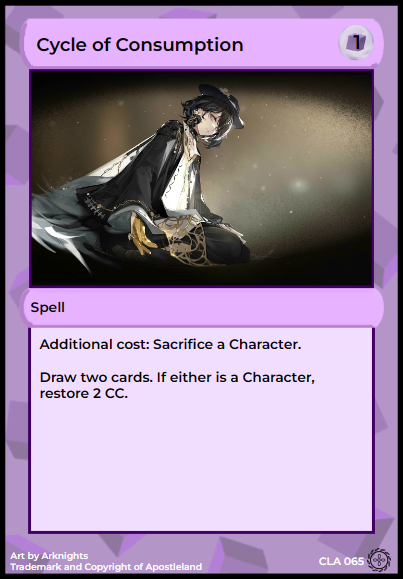 Cycle of Consumption
1
Spell
Additional cost: Sacrifice a Character.
Draw two cards. If either is a Character,
restore 2 CC.
Art by Arknights
Trademark and Copyright of Apostleland
CLA 065